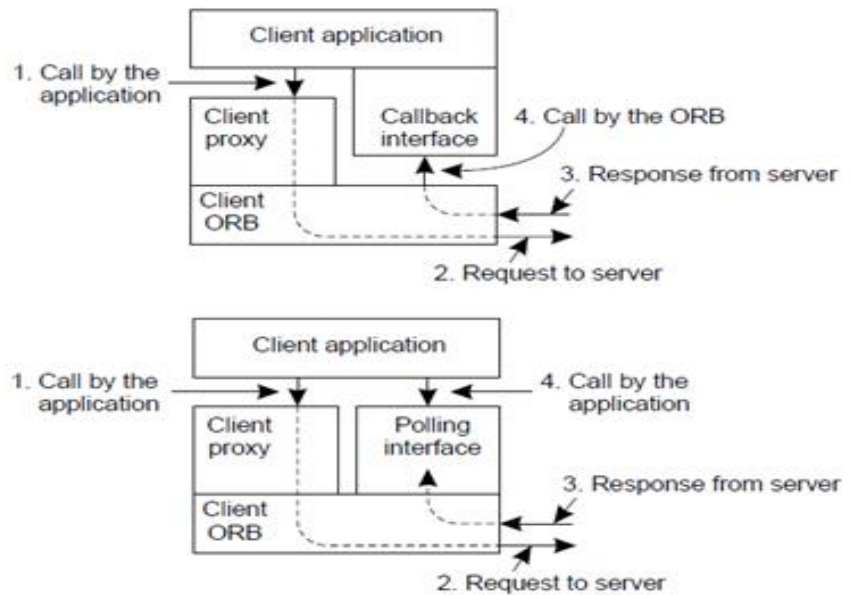 Client application
1. Call by the
application
Client
proxy
Callback
interface
4. Call by the ORB
3. Response from server
Client
ORB
2. Request to server
Client application
1. Call by the
application
4. Call by the
application
Client
proxy
Polling
interface
3. Response from server
Client
ORB
2. Request to server